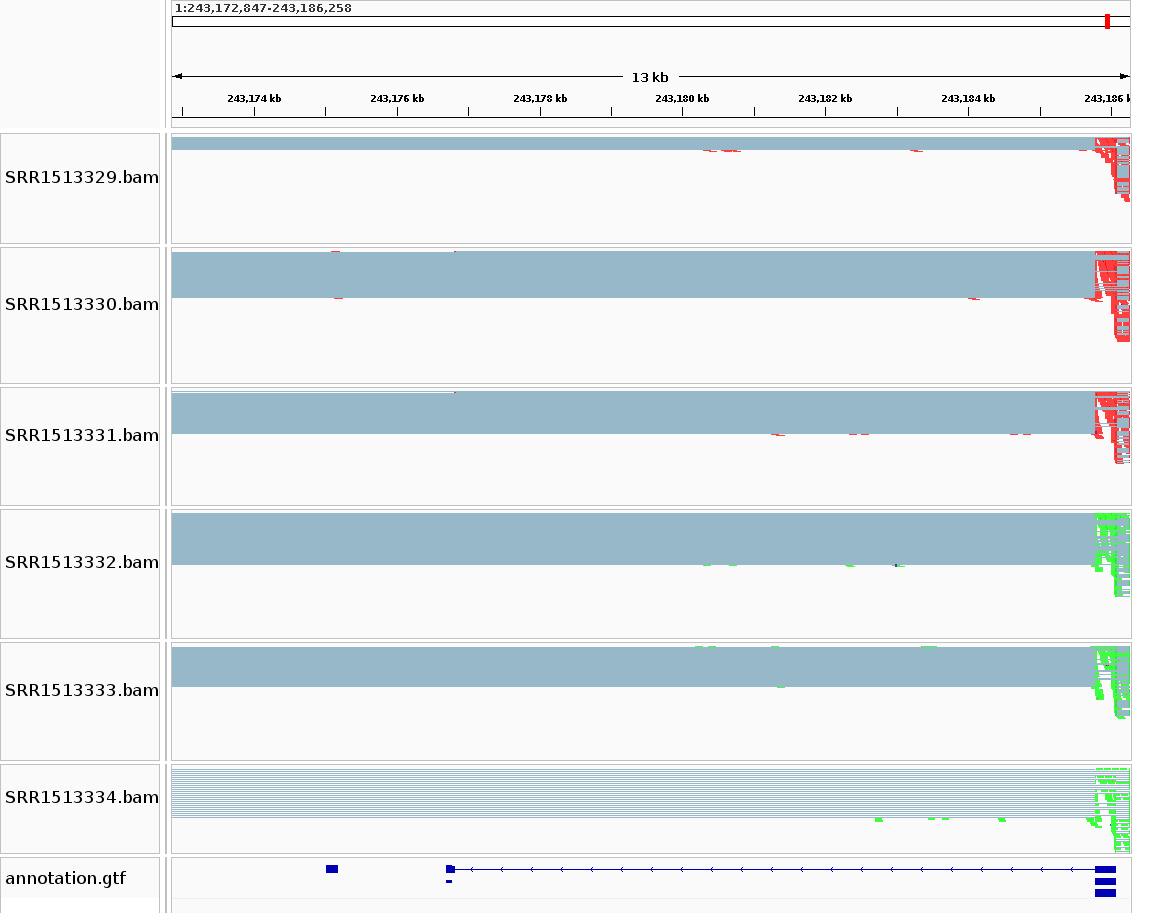 1:243,172,847-243,186,258
13 kb
243,174 kb 243,176 kb 243,178 kb 243,180 kb 243,182 kb 243,184 kb 243,186 k
SRR1513329.bam
SRR1513330.bam
SRR1513331.bam
SRR1513332.bam
SRR1513333.bam
SRR1513334.bam
annotation.gtf